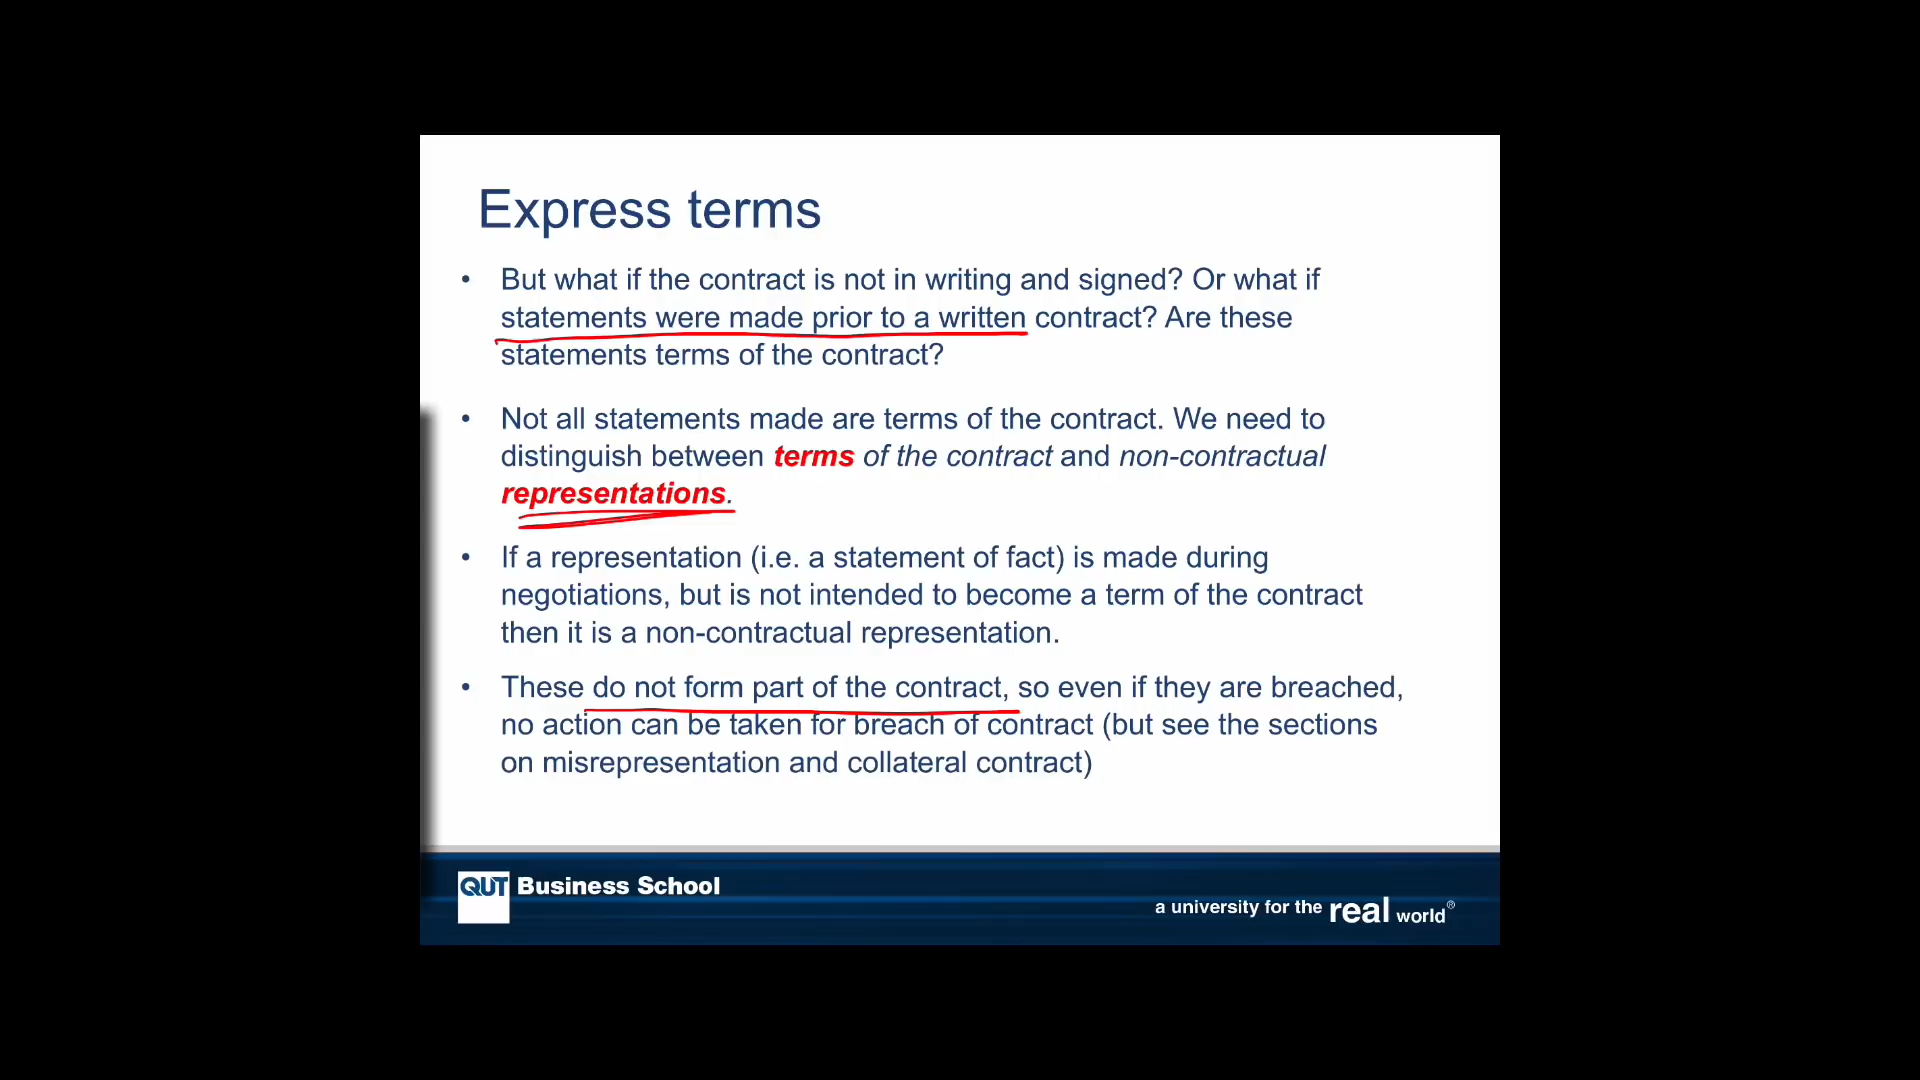 Express terms
• But what if the contract is not in writing and signed? Or what if
statements were made prior to a written contract? Are these
statements terms of the contract?
• Not all statements made are terms of the contract. We need to
distinguish between terms of the contract and non-contractual
representations.
• If a representation (i.e. a statement of fact) is made during
negotiations, but is not intended to become a term of the contract
then it is a non-contractual representation.
• These do not form part of the contract, so even if they are breached,
no action can be taken for breach of contract (but see the sections
on misrepresentation and collateral contract)
QUT Business School
a university for the real world®